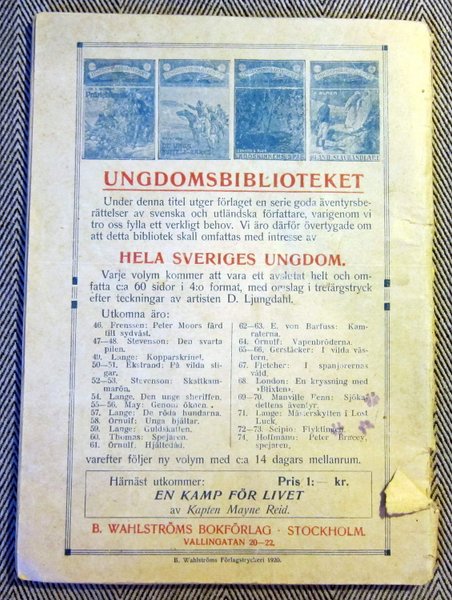 UNGDOMSBIBLIOTEKET
Under denna titel utger förlaget en serie goda äventyrsbe-
rättelser av svenska och utländska författare, varigenom vi
tro oss fylla ett verkligt behov. Vi äro därför övertygade om
att detta bibliotek skall omfattas med intresse av
HELA SVERIGES UNGDOM.
Varje volym kommer att vara ett avslutat helt och om-
fatta c:a 60 sidor i 4:o format, med omslag i trefärgstryck
efter teckningar av artisten D. Ljungdahl.
Utkomna äro:
46. Frenssen: Peter Moors färd
till sydväst.
47—48. Stevenson: Den svarta
pilen.
49. Lange: Kopparskrinet.
50—51. Ekstrand: På vilda sti-
gar.
52—53. Stevenson: Skattkam-
marön.
54. Lange. Den unge sheriffen.
55—56. May: Genom öknen.
57. Lange: De röda hundarna.
58. Örnulf: Unga hjältar.
59. Lange: Guldskatten.
60. Thomas: Spejaren.
61. Örnulf: Hjältedåd.
62—63. E. von Barfuss: Kam-
raterna.
64. Örnulf: Vapenbröderna.
65—66. Gerstäcker: I vilda väs-
tern.
67. Fletcher: I spanjorernas
våld.
68. London: En kryssning med
»Blixten».
69—70. Manville Fenn: Sjöka-
dettens äventyr.
71. Lange: Mästerskytten i Lost
Luck.
72—73. Scipio: Flyktingen.
74. Hoffmann: Peter Bracey,
spejaren,
varefter följer ny volym med c:a 14 dagars mellanrum.
Härnäst utkommer: Pris 1:— kr.
EN KAMP FÖR LIVET
av Kapten Mayne Reid.
B. WAHLSTRÖMS BOKFÖRLAG · STOCKHOLM.
VALLINGATAN 20—22.
B. Wahlströms Förlagstryckeri 1920.